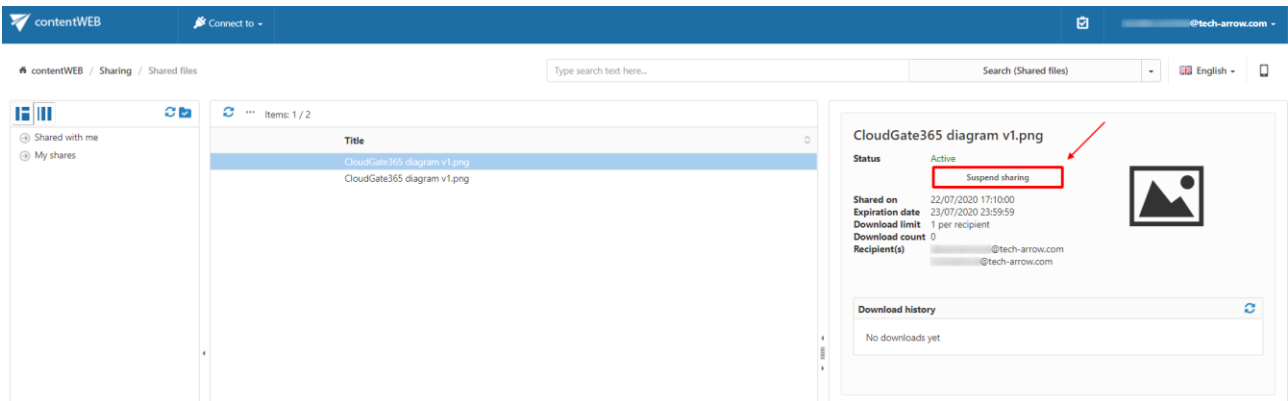 contentWEB
Connect to
@tech-arrow.com
contentWEB / Sharing / Shared files
Type search text here...
Search (Shared files)
English
Shared with me
My shares
Items: 1 / 2
Title
CloudGate365 diagram v1.png
CloudGate365 diagram v1.png
CloudGate365 diagram v1.png
Status Active
Suspend sharing
Shared on 22/07/2020 17:10:00
Expiration date 23/07/2020 23:59:59
Download limit 1 per recipient
Download count 0
Recipient(s) @tech-arrow.com
@tech-arrow.com
Download history
No downloads yet